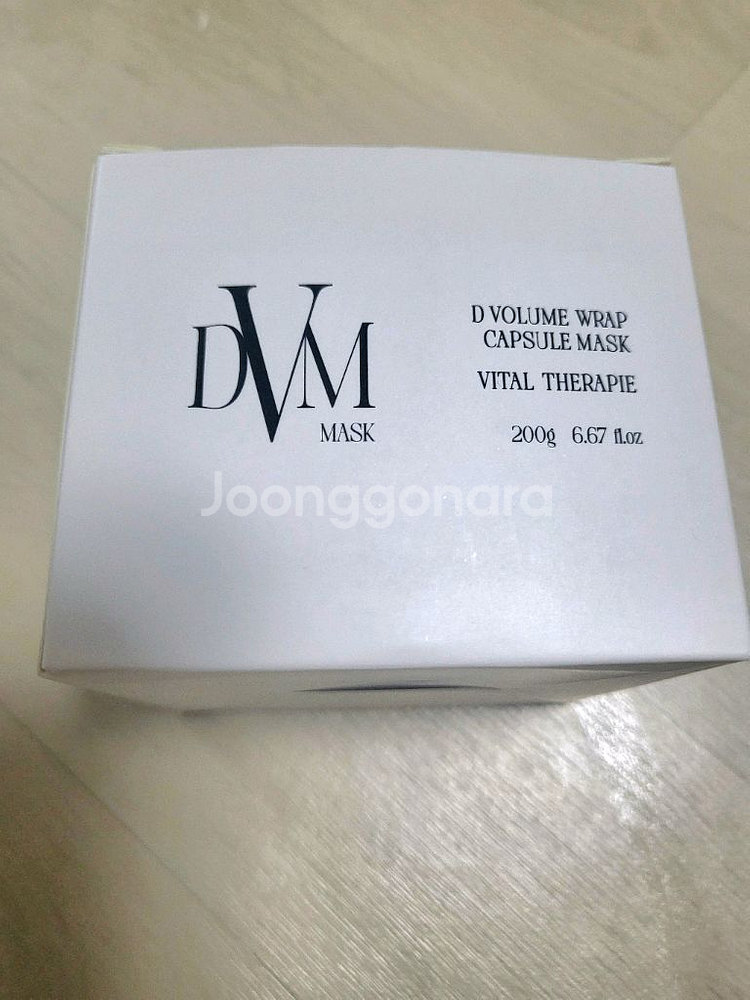 DVM
MASK
D VOLUME WRAP
CAPSULE MASK
VITAL THERAPIE
200g 6.67 fl.oz
Joonggonara